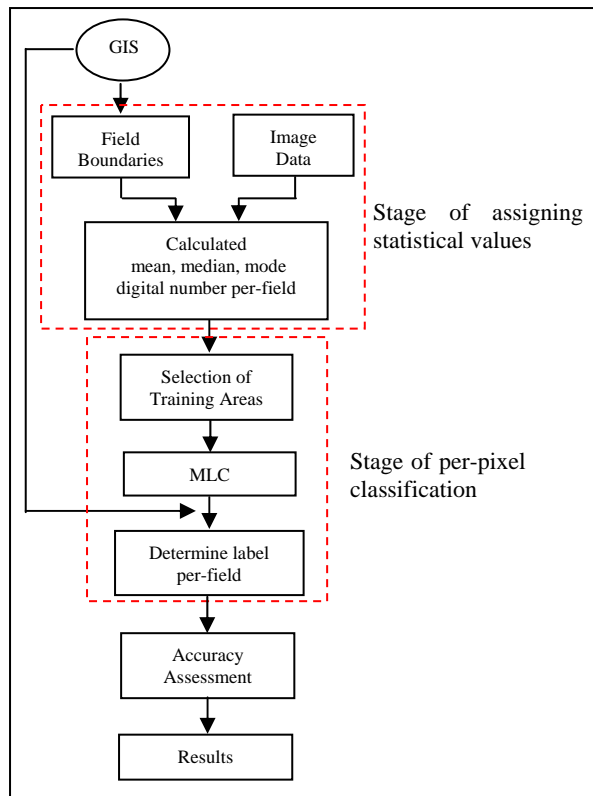 GIS
Field
Boundaries
Image
Data
Calculated
mean, median, mode
digital number per-field
Stage of assigning
statistical values
Selection of
Training Areas
MLC
Stage of per-pixel
classification
Determine label
per-field
Accuracy
Assessment
Results